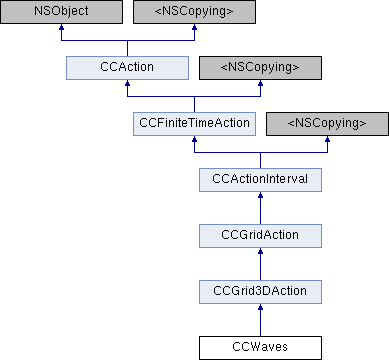 NSObject
<NSCopying>
CCAction
<NSCopying>
CCFiniteTimeAction
<NSCopying>
CCActionInterval
CCGridAction
CCGrid3DAction
CCWaves